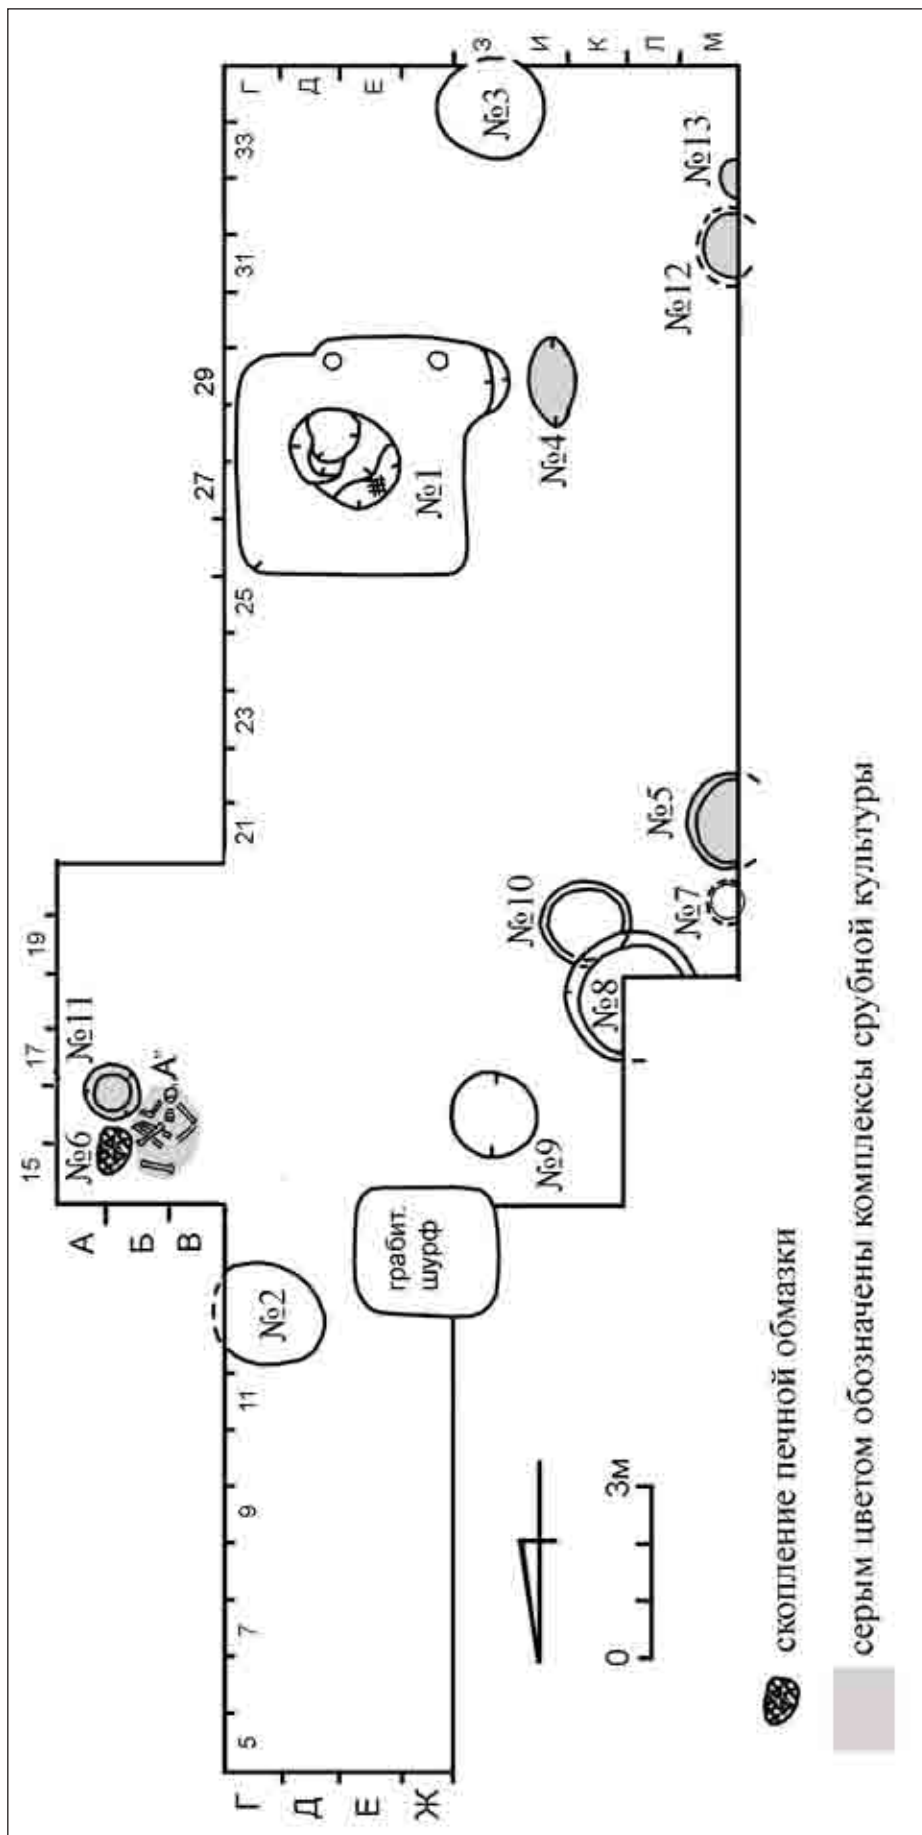 А
Б
В
Г
Д
Е
Ж
5
7
9
11
15
17
19
21
23
25
27
29
31
33
Г
Д
Е
З
И
К
Л
М
№6
№11
„А"
№2
грабит.
шурф
№9
№8
№10
№7
№5
№1
№4
№3
№12
№13
0
3м
скопление печной обмазки
серым цветом обозначены комплексы срубной культуры